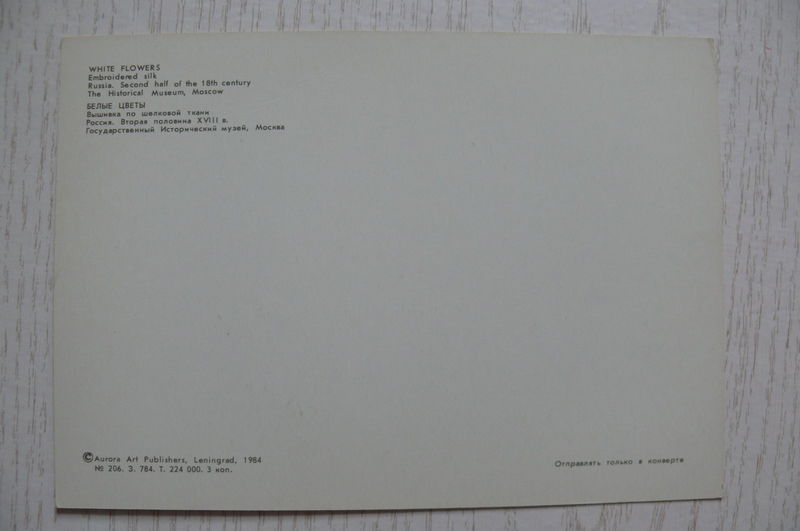 WHITE FLOWERS
Embroidered silk
Russia. Second half of the 18th century
The Historical Museum, Moscow
БЕЛЫЕ ЦВЕТЫ
Вышивка по шелковой ткани
Россия. Вторая половина XVIII в.
Государственный Исторический музей, Москва
©Aurora Art Publishers, Leningrad, 1984
№ 206. З. 784. Т. 224 000. 3 коп.
Отправлять только в конверте